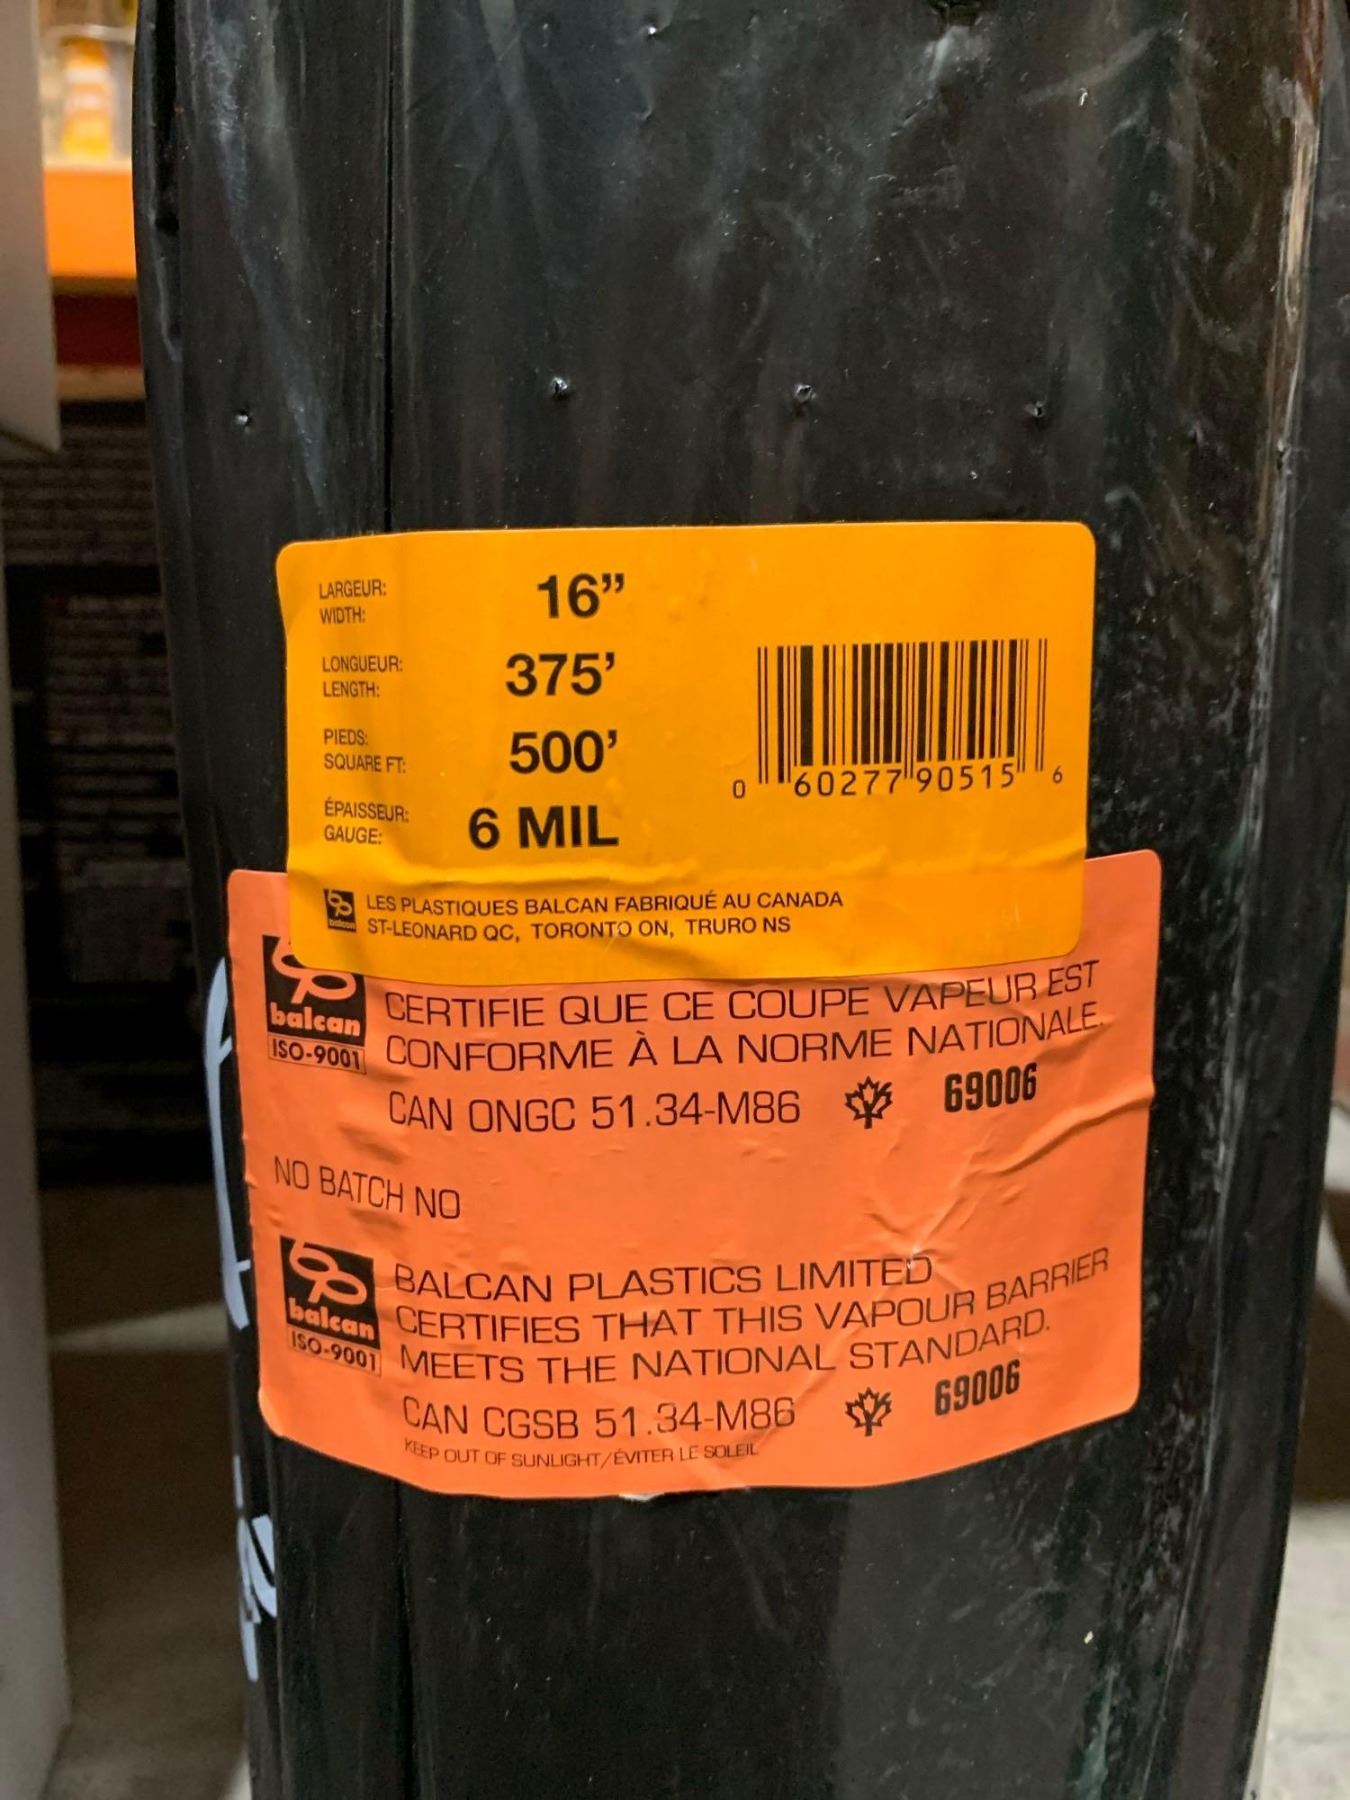 LARGEUR:
WIDTH:
16”
LONGUEUR:
LENGTH:
375’
PIEDS:
SQUARE FT:
500’
ÉPAISSEUR:
GAUGE:
6 MIL
0 60277 90515 6
balcan
LES PLASTIQUES BALCAN FABRIQUÉ AU CANADA
ST-LEONARD QC, TORONTO ON, TRURO NS
balcan
ISO-9001
CERTIFIE QUE CE COUPE VAPEUR EST
CONFORME À LA NORME NATIONALE.
CAN ONGC 51.34-M86
69006
NO BATCH NO
balcan
ISO-9001
BALCAN PLASTICS LIMITED
CERTIFIES THAT THIS VAPOUR BARRIER
MEETS THE NATIONAL STANDARD.
CAN CGSB 51.34-M86
69006
KEEP OUT OF SUNLIGHT/ÉVITER LE SOLEIL